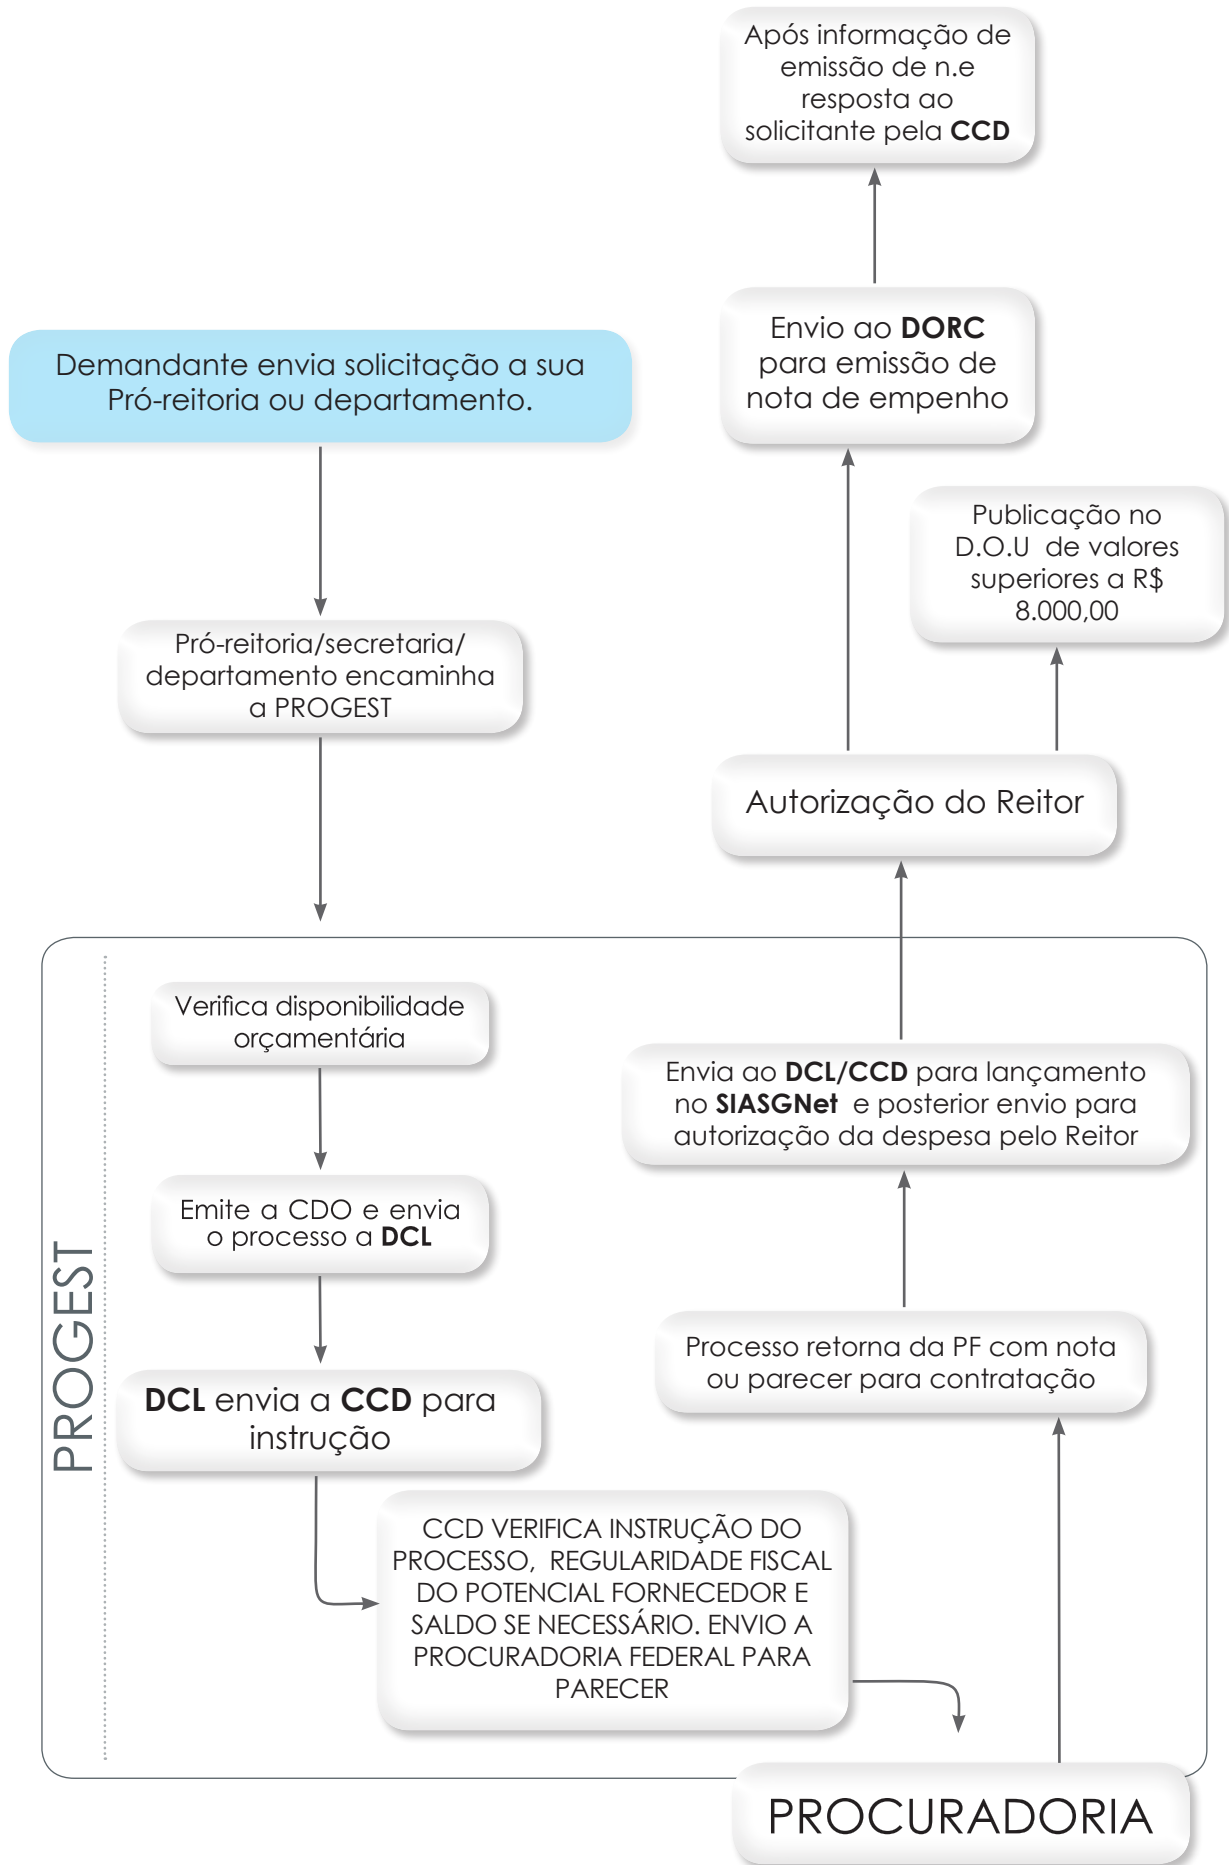 Demandante envia solicitação a sua
Pró-reitoria ou departamento.
Pró-reitoria/secretaria/
departamento encaminha
a PROGEST
PROGEST
Verifica disponibilidade
orçamentária
Emite a CDO e envia
o processo a DCL
DCL envia a CCD para
instrução
CCD VERIFICA INSTRUÇÃO DO
PROCESSO, REGULARIDADE FISCAL
DO POTENCIAL FORNECEDOR E
SALDO SE NECESSÁRIO. ENVIO A
PROCURADORIA FEDERAL PARA
PARECER
PROCURADORIA
Processo retorna da PF com nota
ou parecer para contratação
Envia ao DCL/CCD para lançamento
no SIASGNet e posterior envio para
autorização da despesa pelo Reitor
Autorização do Reitor
Publicação no
D.O.U de valores
superiores a R$
8.000,00
Envio ao DORC
para emissão de
nota de empenho
Após informação de
emissão de n.e
resposta ao
solicitante pela CCD